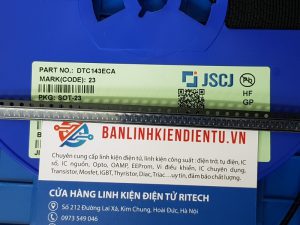 PART NO.: DTC143ECA
MARK(CODE): 23
PKG: SOT-23
JSCJ
Pb
HF
GP
BANLINHKIENDIENTU.VN
Chuyên cung cấp linh kiện điện tử, linh kiện công suất : điện trở, tụ điện, IC
số, IC nguồn, Opto, OAMP, EEProm, Vi điều khiển, IC chuyên dụng,
Transistor, Mosfet, IGBT, Thyristor, Diac, Triac.....uy tín, đảm bảo chất lượng.
CỬA HÀNG LINH KIỆN ĐIỆN TỬ RITECH
Số 212 Đường Lai Xá, Kim Chung, Hoài Đức, Hà Nội
0973 549 046